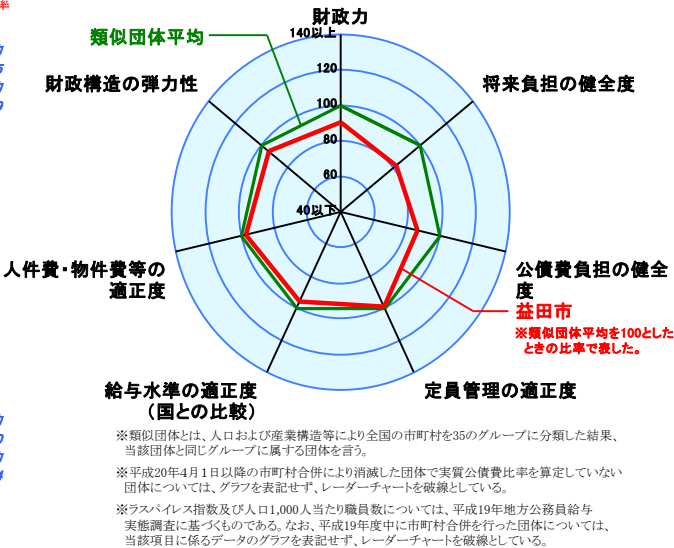 財政力
類似団体平均
140以上
財政構造の弾力性
120
将来負担の健全度
100
80
60
40以下
人件費・物件費等の
適正度
公債費負担の健全
度
益田市
※類似団体平均を100とした
ときの比率で表した。
給与水準の適正度
(国との比較)
定員管理の適正度
※類似団体とは、人口および産業構造等により全国の市町村を35のグループに分類した結果、
当該団体と同じグループに属する団体を言う。
※平成20年4月1日以降の市町村合併により消滅した団体で実質公債費比率を算定していない
団体については、グラフを表記せず、レーダーチャートを破線としている。
※ラスパイレス指数及び人口1,000人当たり職員数については、平成19年地方公務員給与
実態調査に基づくものである。なお、平成19年度中に市町村合併を行った団体については、
当該項目に係るデータのグラフを表記せず、レーダーチャートを破線としている。